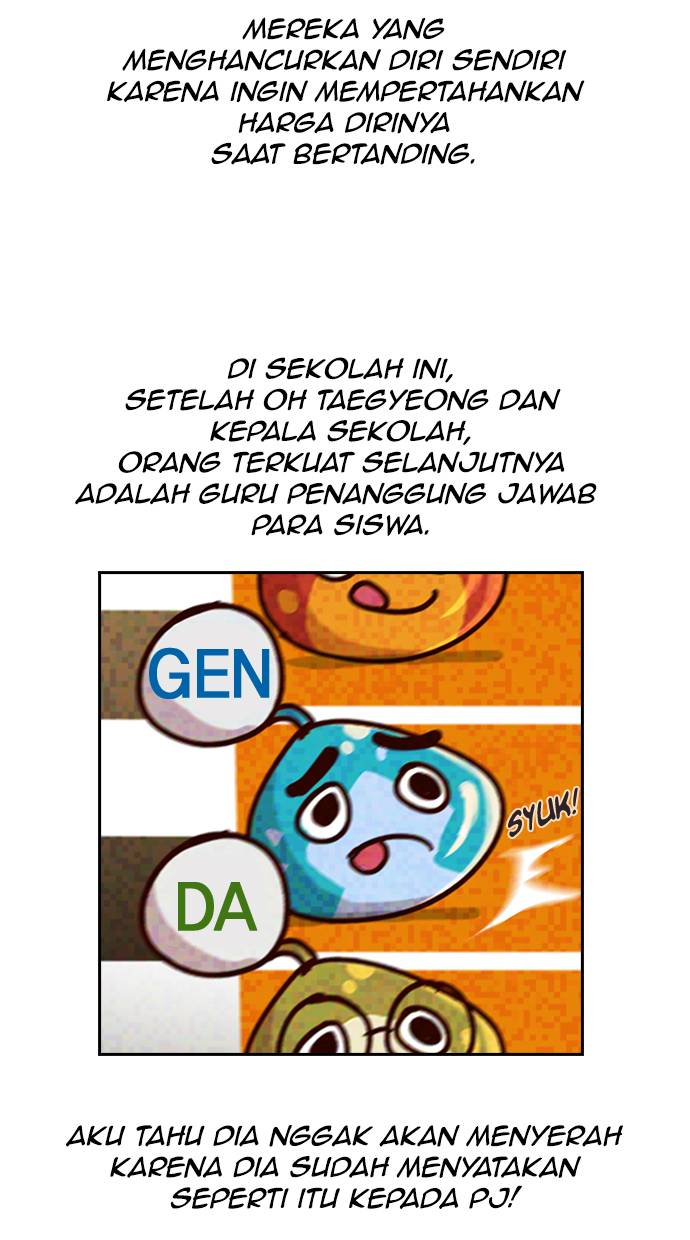 MEREKA YANG
MENGHANCURKAN DIRI SENDIRI
KARENA INGIN MEMPERTAHANKAN
HARGA DIRINYA
SAAT BERTANDING.
DI SEKOLAH INI,
SETELAH OH TAEGYEONG DAN
KEPALA SEKOLAH,
ORANG TERKUAT SELANJUTNYA
ADALAH GURU PENANGGUNG JAWAB
PARA SISWA.
GEN
SYUK!
DA
AKU TAHU DIA NGGAK AKAN MENYERAH
KARENA DIA SUDAH MENYATAKAN
SEPERTI ITU KEPADA PJ!